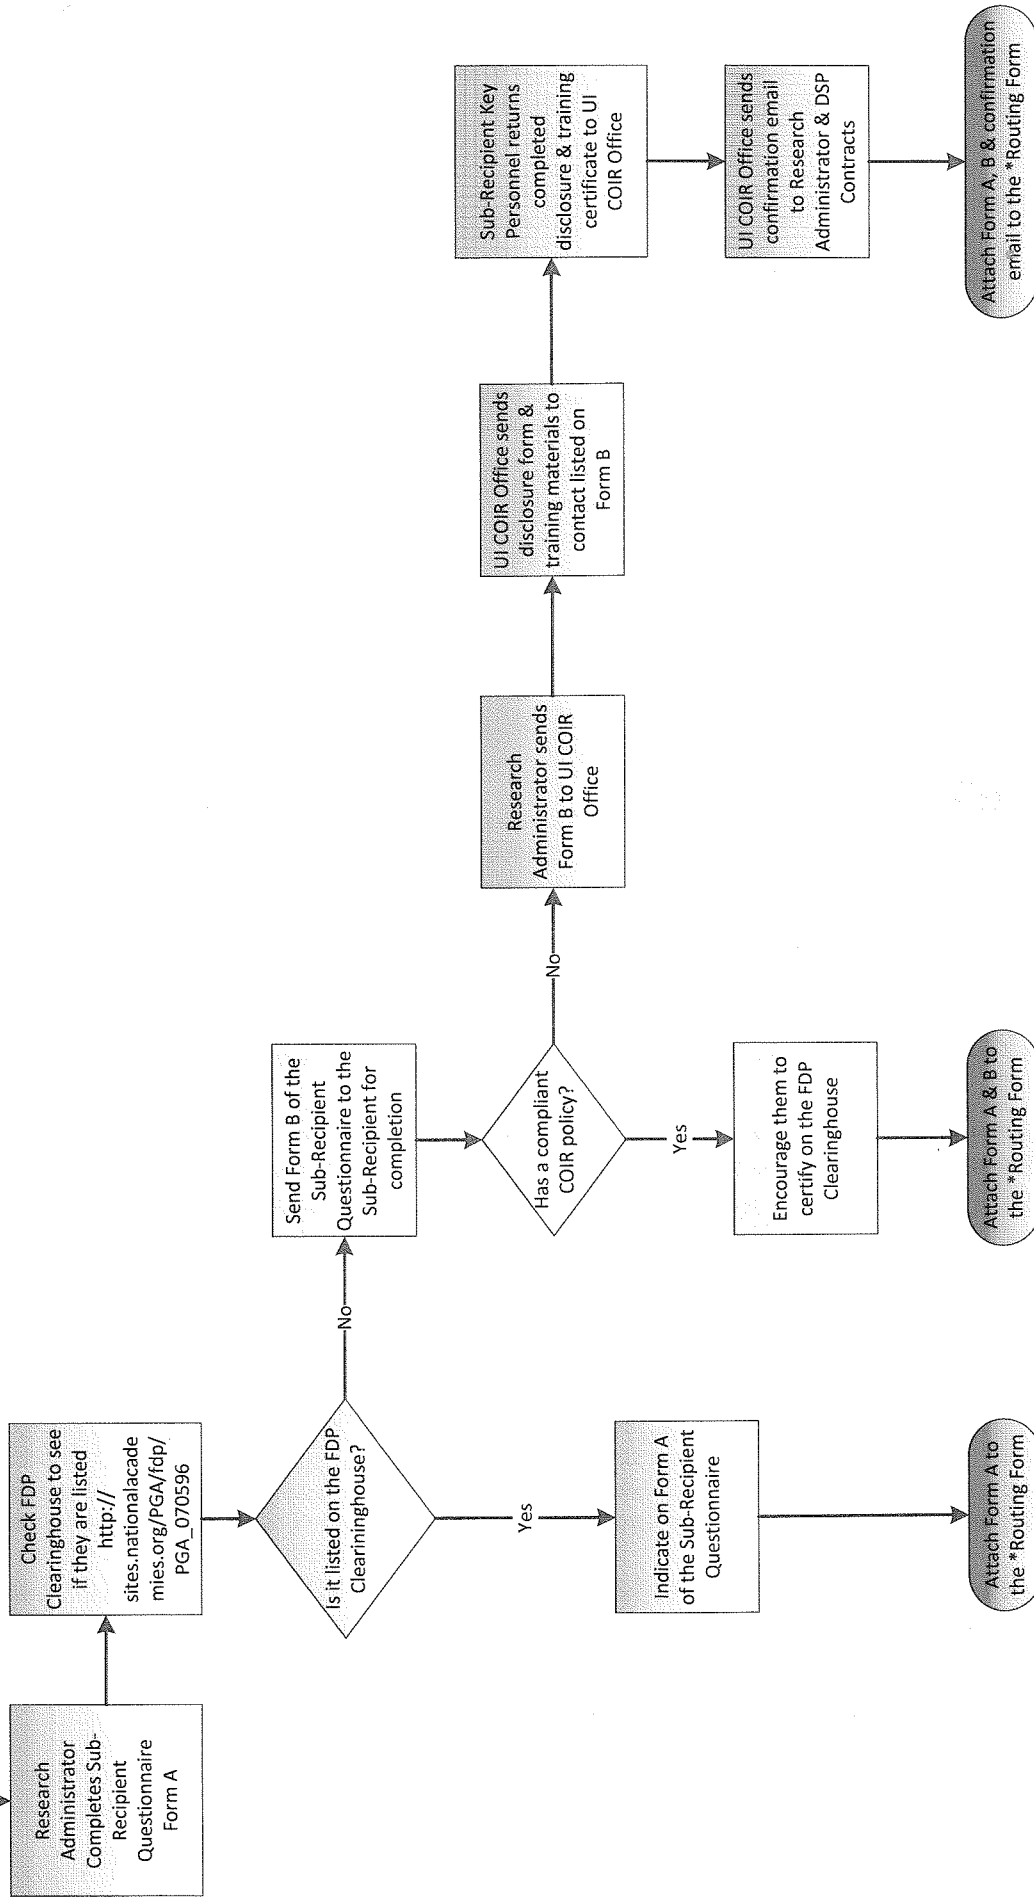 Research
Administrator
Completes Sub-
Recipient
Questionnaire
Form A
Check FDP
Clearinghouse to see
if they are listed
http://
sites.nationalacade
mies.org/PGA/fdp/
PGA_070596
Is it listed on the FDP
Clearininghouse?
Yes
Indicate on Form A
of the Sub-Recipient
Questionnaire
Attach Form A to
the *Routing Form
No
Send Form B of the
Sub-Recipient
Questionnaire to the
Sub-Recipient for
completion
Has a compliant
COIR policy?
Yes
Encourage them to
certify on the FDP
Clearinghouse
Attach Form A & B to
the *Routing Form
No
Research
Administrator sends
Form B to UI COIR
Office
UI COIR Office sends
disclosure form &
training materials to
contact listed on
Form B
Sub-Recipient Key
Personnel returns
completed
disclosure & training
certificate to UI
COIR Office
UI COIR Office sends
confirmation email
to Research
Administrator & DSP
Contracts
Attach Form A, B & confirmation
email to the *Routing Form